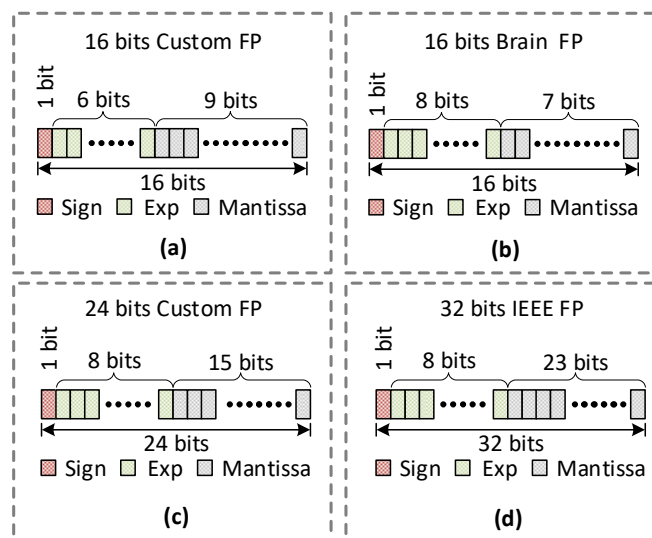 16 bits Custom FP
1 bit
6 bits
9 bits
16 bits
Sign Exp Mantissa
(a)
16 bits Brain FP
1 bit
8 bits
7 bits
16 bits
Sign Exp Mantissa
(b)
24 bits Custom FP
1 bit
8 bits
15 bits
24 bits
Sign Exp Mantissa
(c)
32 bits IEEE FP
1 bit
8 bits
23 bits
32 bits
Sign Exp Mantissa
(d)